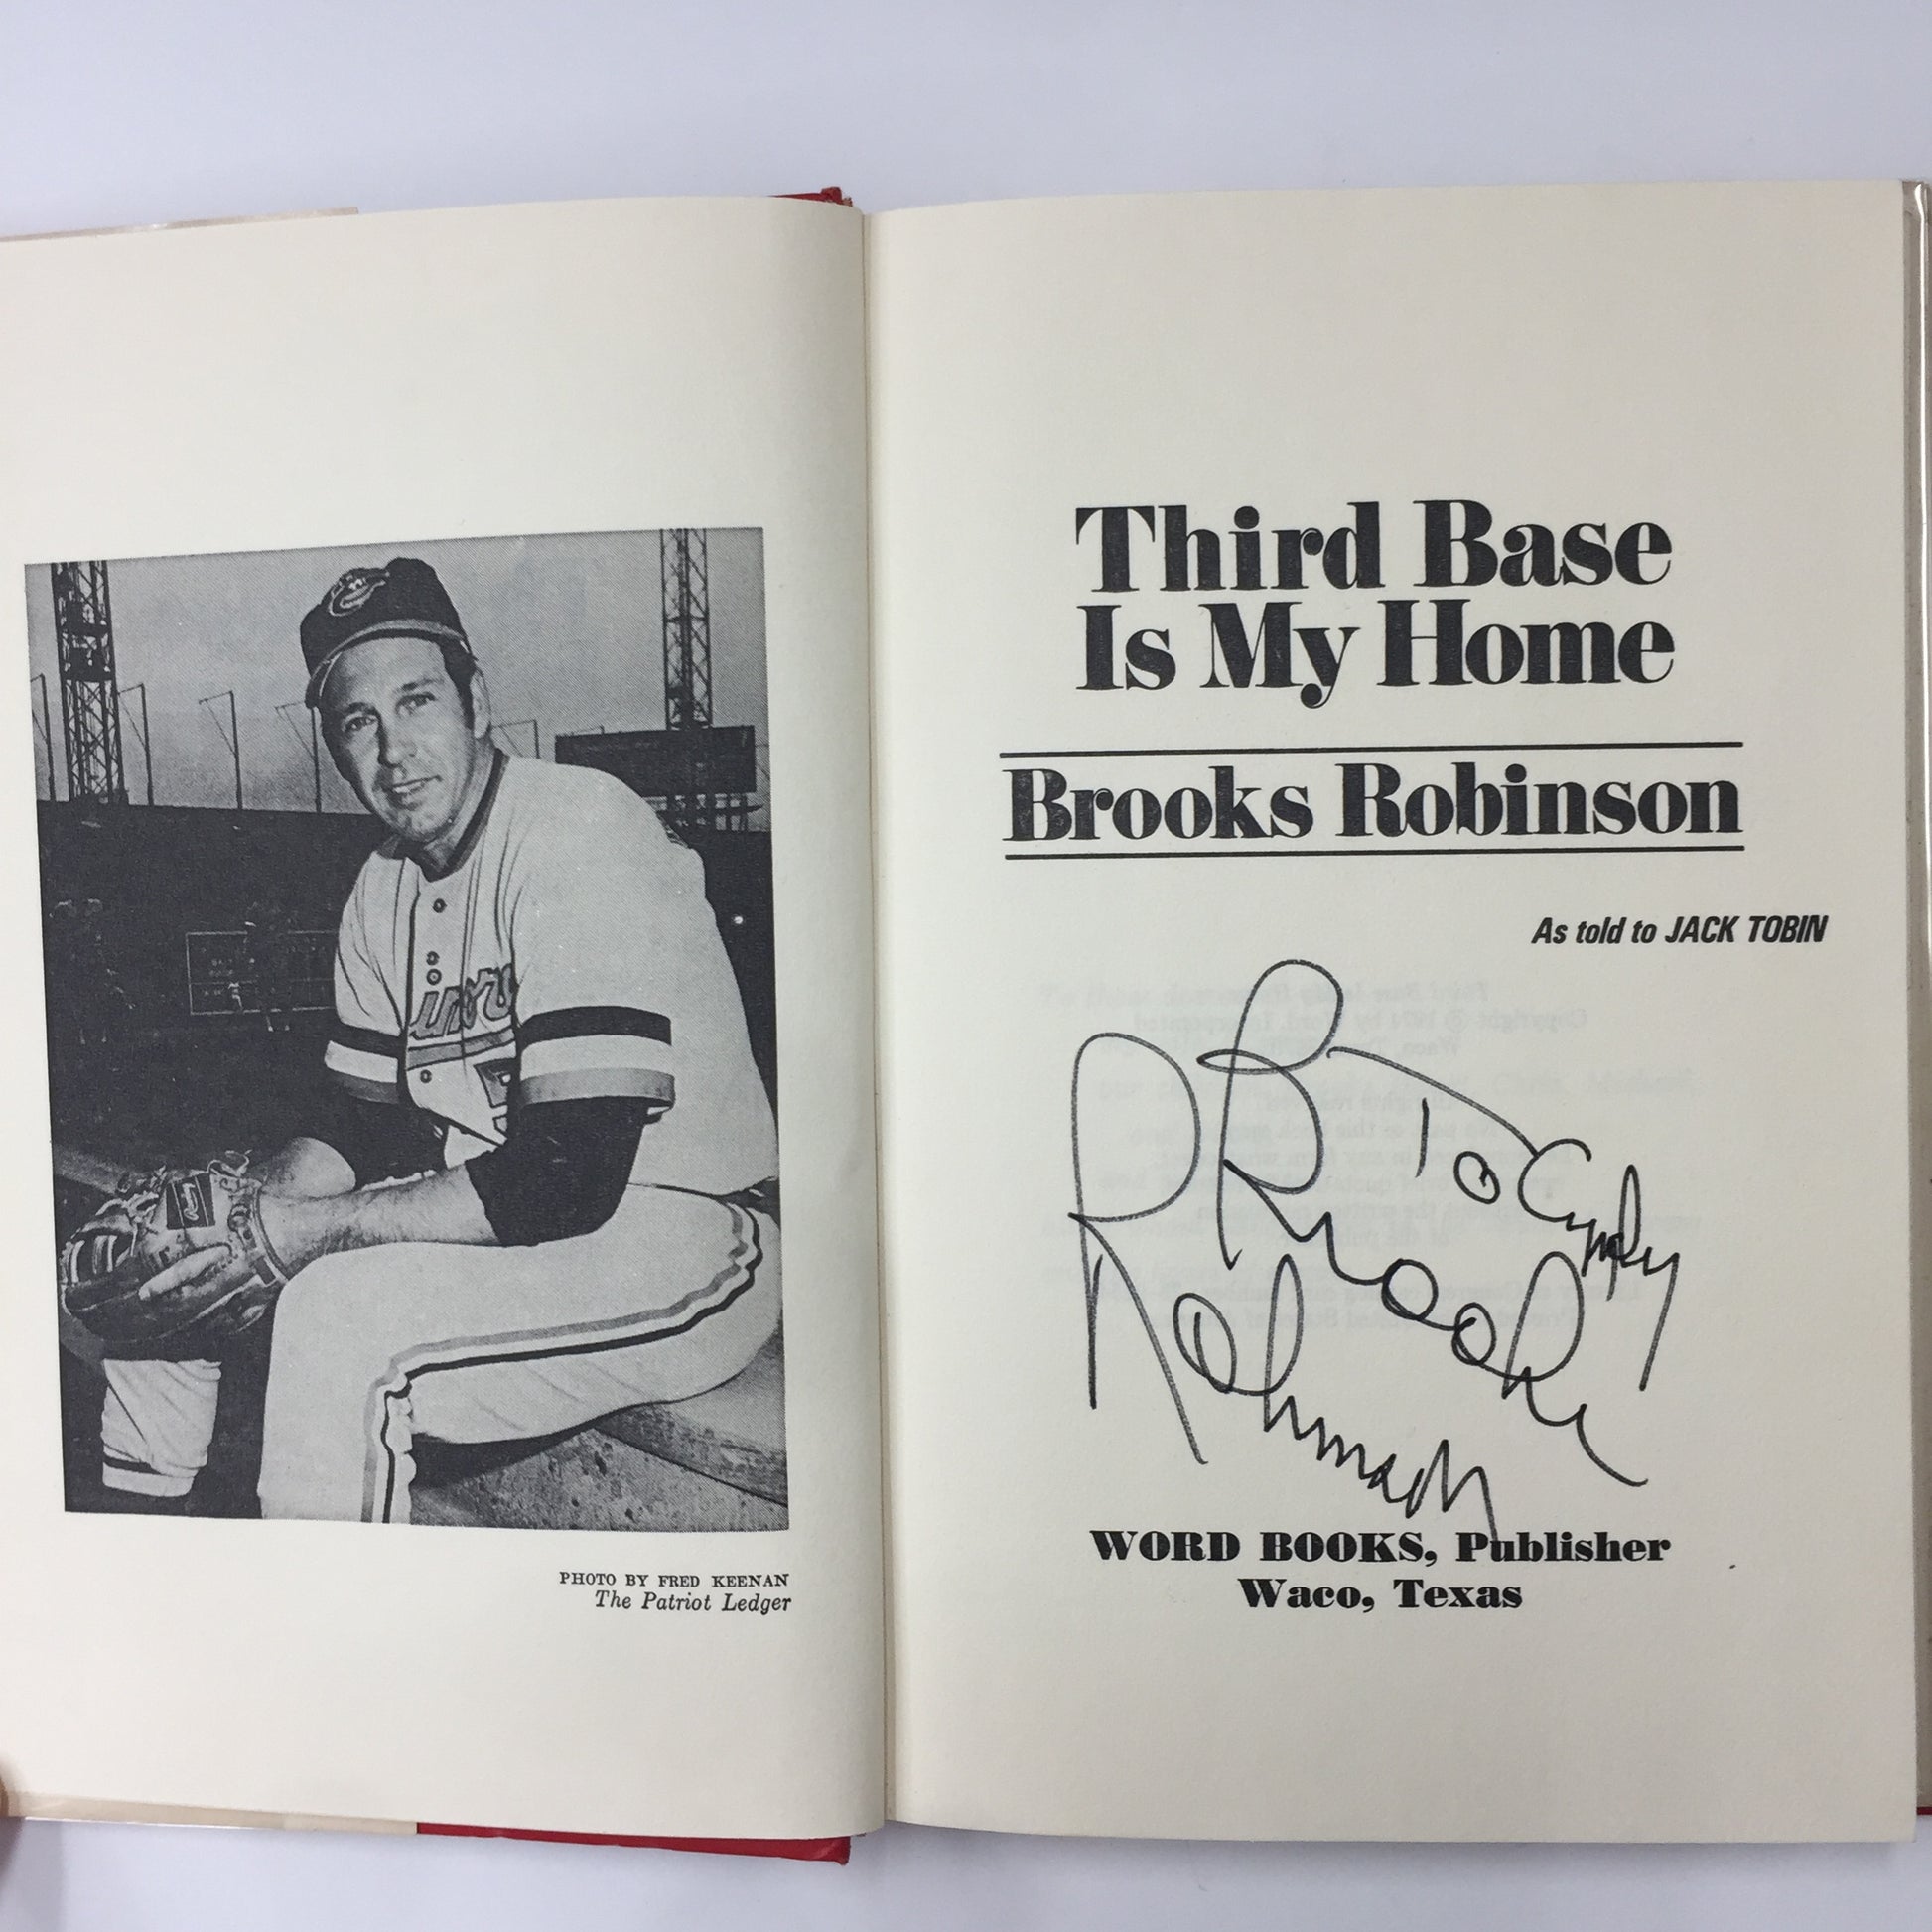 PHOTO BY FRED KEENAN
The Patriot Ledger
Third Base
Is My Home
Brooks Robinson
As told to JACK TOBIN
To Cindy
Brooks
Robinson
WORD BOOKS, Publisher
Waco, Texas